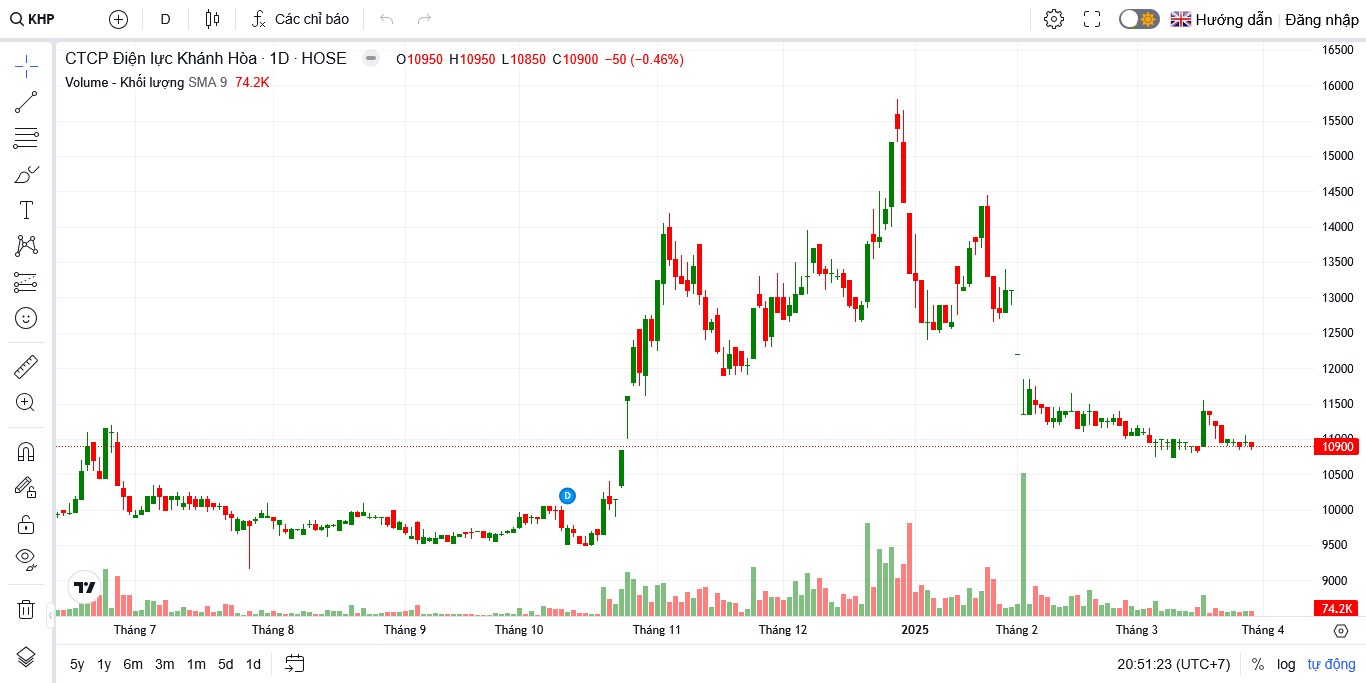 KHP D Các chỉ báo Hướng dẫn Đăng nhập
CTCP Điện lực Khánh Hòa · 1D · HOSE O10950 H10950 L10850 C10900 −50 (−0.46%)
Volume - Khối lượng SMA 9 74.2K
16500
16000
15500
15000
14500
14000
13500
13000
12500
12000
11500
11000
10900
10500
10000
9500
9000
74.2K
D
Tháng 7 Tháng 8 Tháng 9 Tháng 10 Tháng 11 Tháng 12 2025 Tháng 2 Tháng 3 Tháng 4
5y 1y 6m 3m 1m 5d 1d 20:51:23 (UTC+7) % log tự động